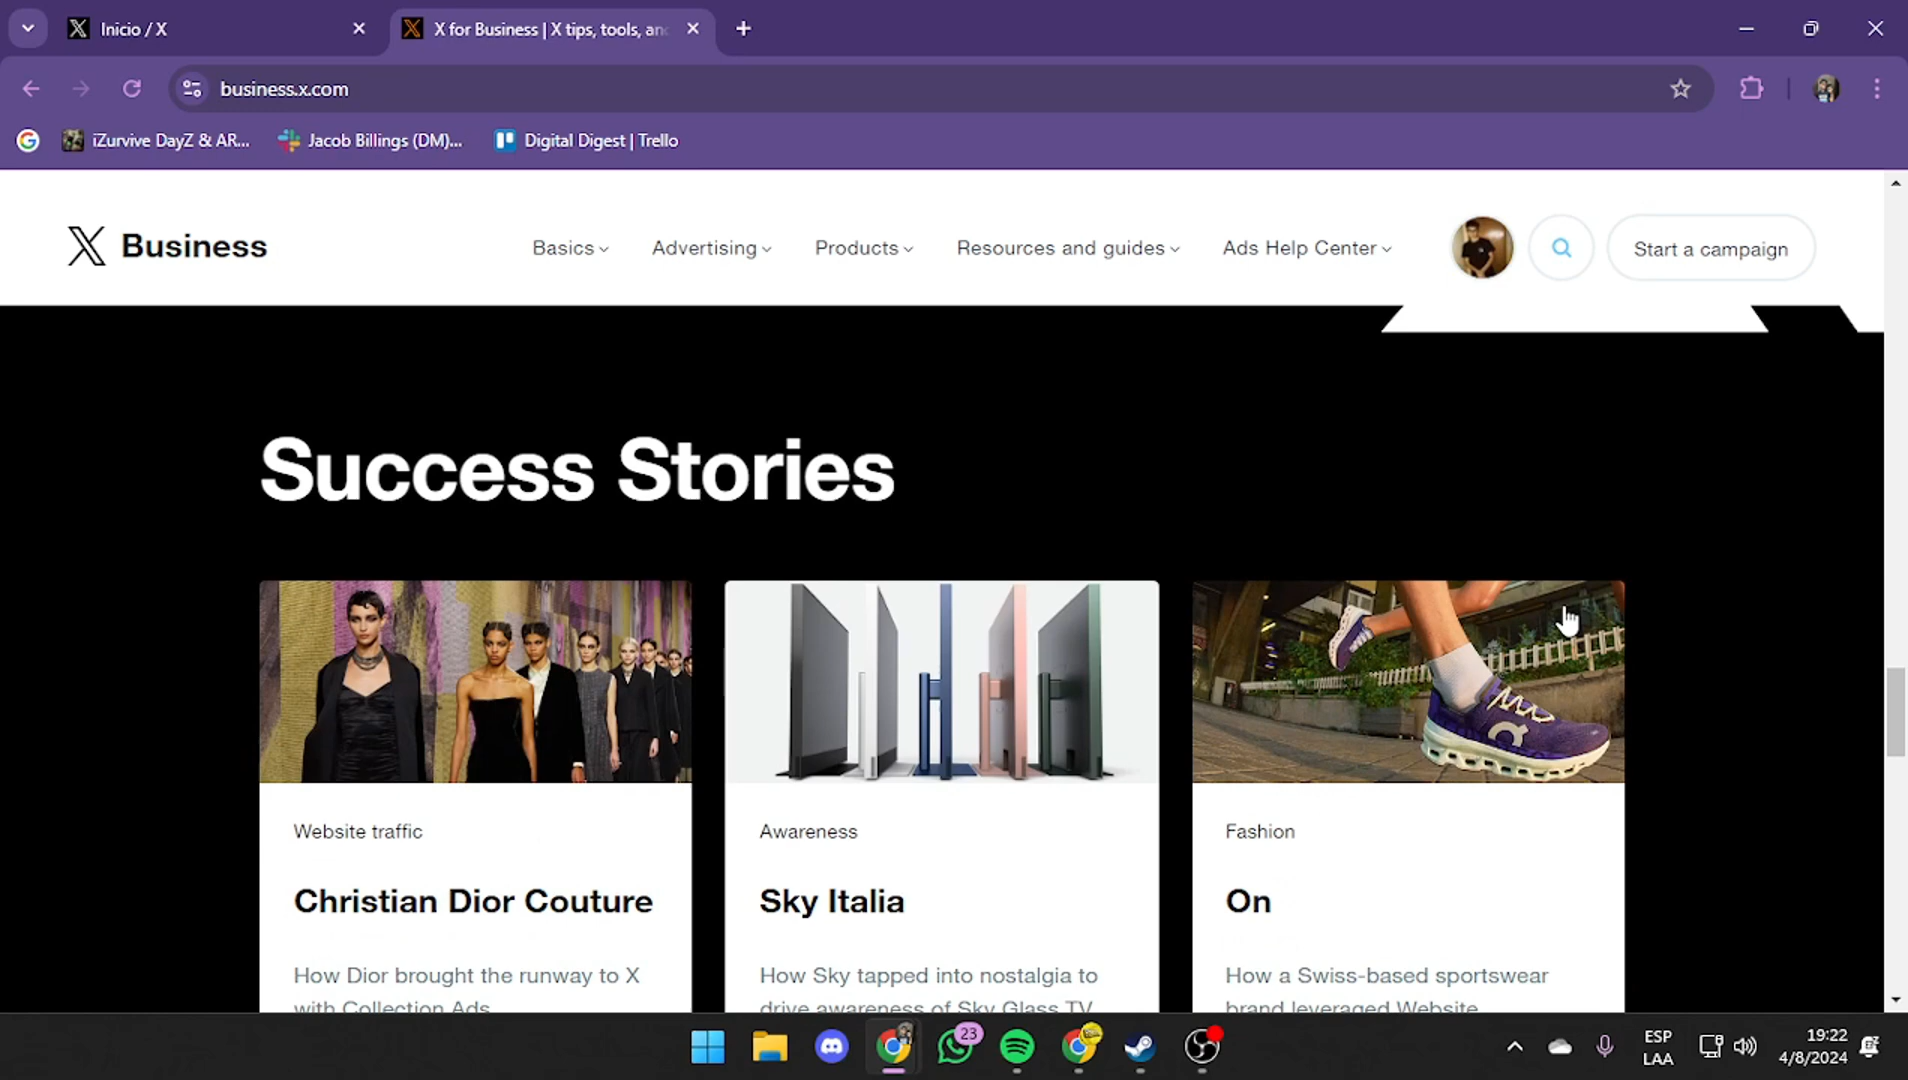 Inicio / X
X for Business | X tips, tools, an
business.x.com
iZurvive DayZ & AR...
Jacob Billings (DM)...
Digital Digest | Trello
Business
Basics
Advertising
Products
Resources and guides
Ads Help Center
Start a campaign
Success Stories
Website traffic
Christian Dior Couture
How Dior brought the runway to X
with Collection Ads
Awareness
Sky Italia
How Sky tapped into nostalgia to
drive awareness of Sky Glass TV
Fashion
On
How a Swiss-based sportswear
brand leveraged Website
23
ESP
LAA
19:22
4/8/2024